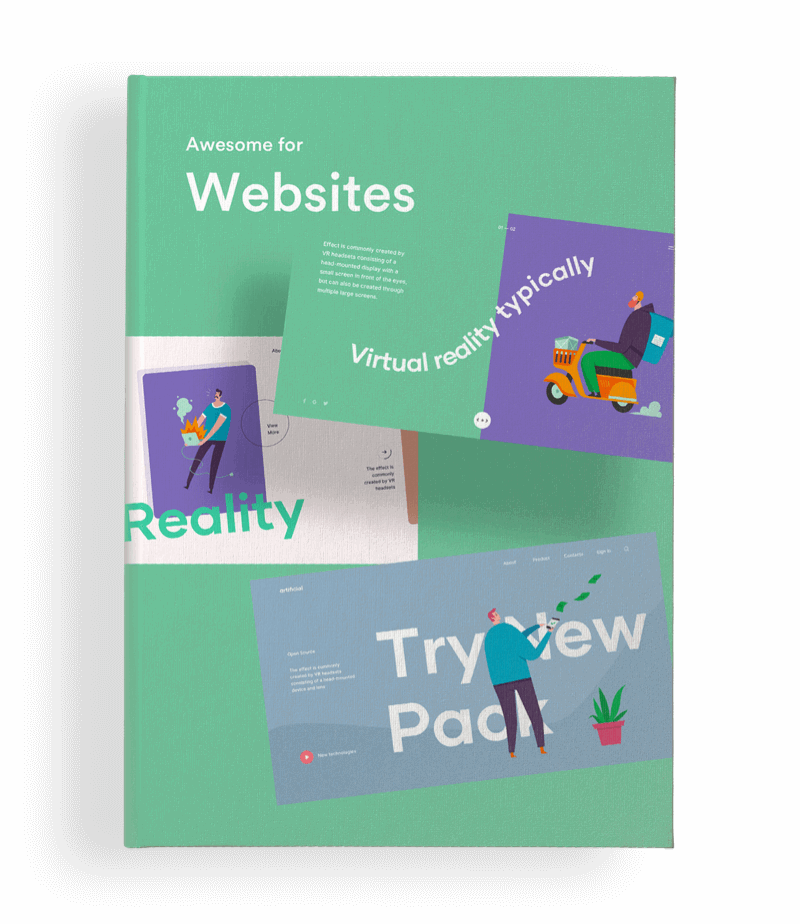 Awesome for
Websites
01 — 02
Effect is commonly created by
VR headsets consisting of a
head-mounted display with a
small screen in front of the eyes,
but can also be created through
multiple large screens.
Virtual reality typically
f
View
More
The effect is
commonly
created by VR
headsets
Reality
artificial
About
Products
Contacts
Sign In
Try New
Pack
Open Source
The effect is commonly
created by VR headsets
consisting of a head-mounted
device and lens
New technologies